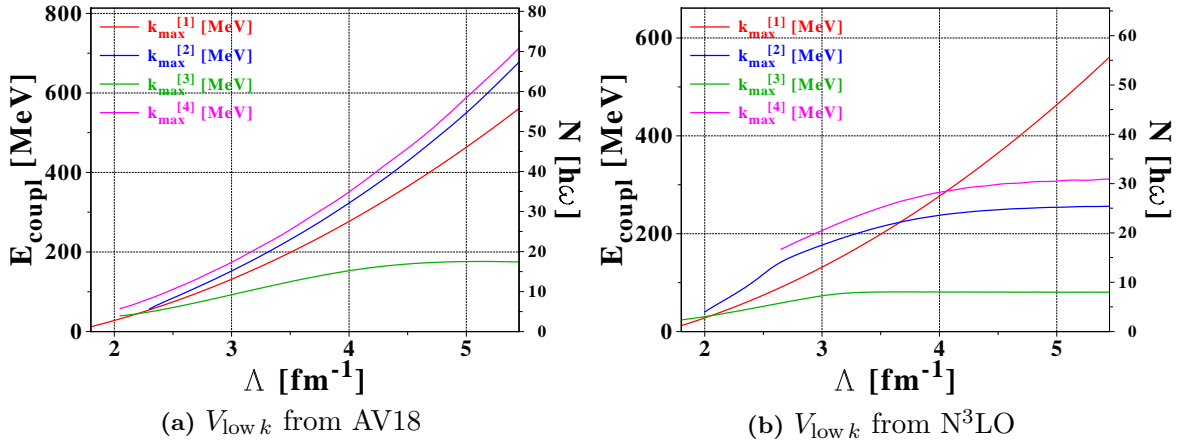 k_max^[1] [MeV]
k_max^[2] [MeV]
k_max^[3] [MeV]
k_max^[4] [MeV]
E_coupl [MeV]
800
600
400
200
0
80
70
60
50
40
30
20
10
0
N [ħω]
2 3 4 5
Λ [fm⁻¹]
(a) V_low k from AV18
k_max^[1] [MeV]
k_max^[2] [MeV]
k_max^[3] [MeV]
k_max^[4] [MeV]
E_coupl [MeV]
600
400
200
0
60
50
40
30
20
10
0
N [ħω]
2 3 4 5
Λ [fm⁻¹]
(b) V_low k from N³LO